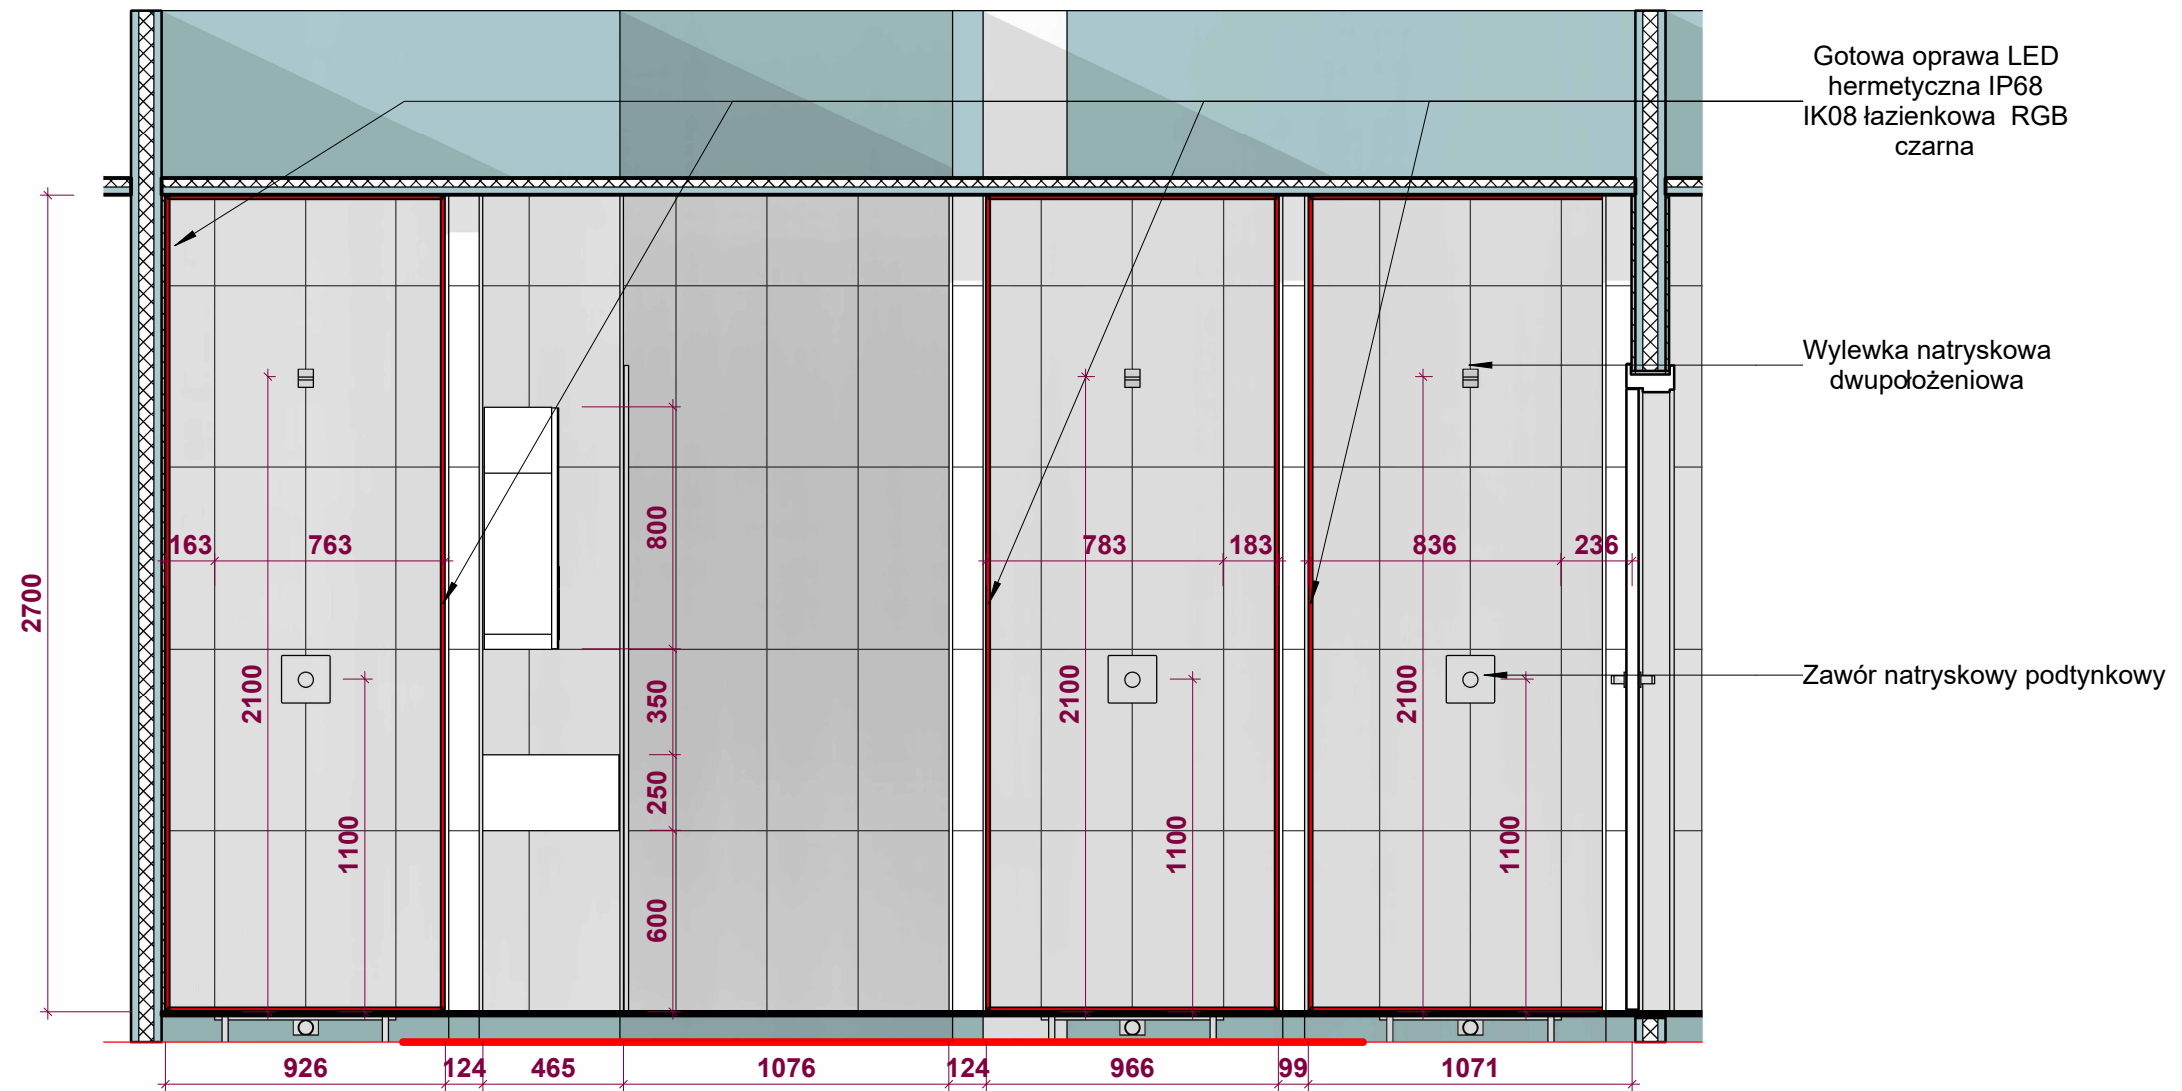 Gotowa oprawa LED
hermetyczna IP68
IK08 łazienkowa RGB
czarna
Wylewka natryskowa
dwupołożeniowa
163 763 800 783 183 836 236
2700
2100 350 2100 2100
Zawór natryskowy podtynkowy
250
1100 1100 1100
600
926 124 465 1076 124 966 99 1071